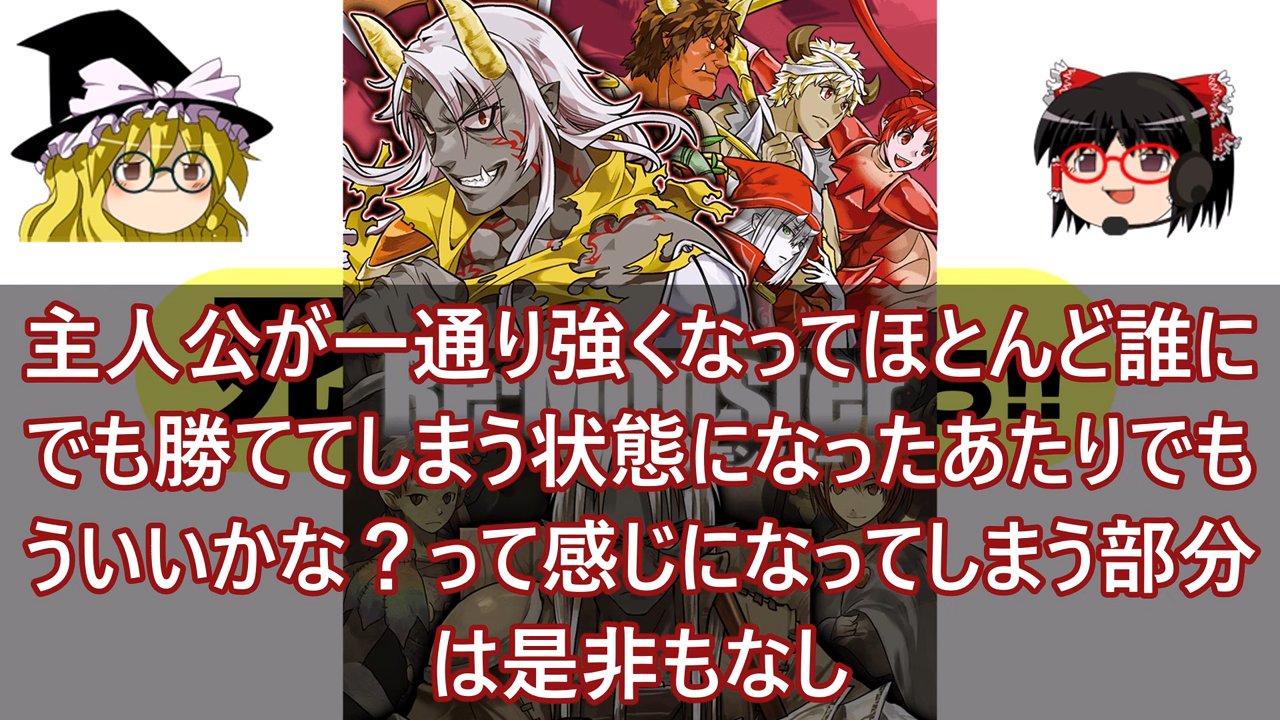 主人公が一通り強くなってほとんど誰に
でも勝ててしまう状態になったあたりでも
ういいかな？って感じになってしまう部分
は是非もなし
Re:Monster